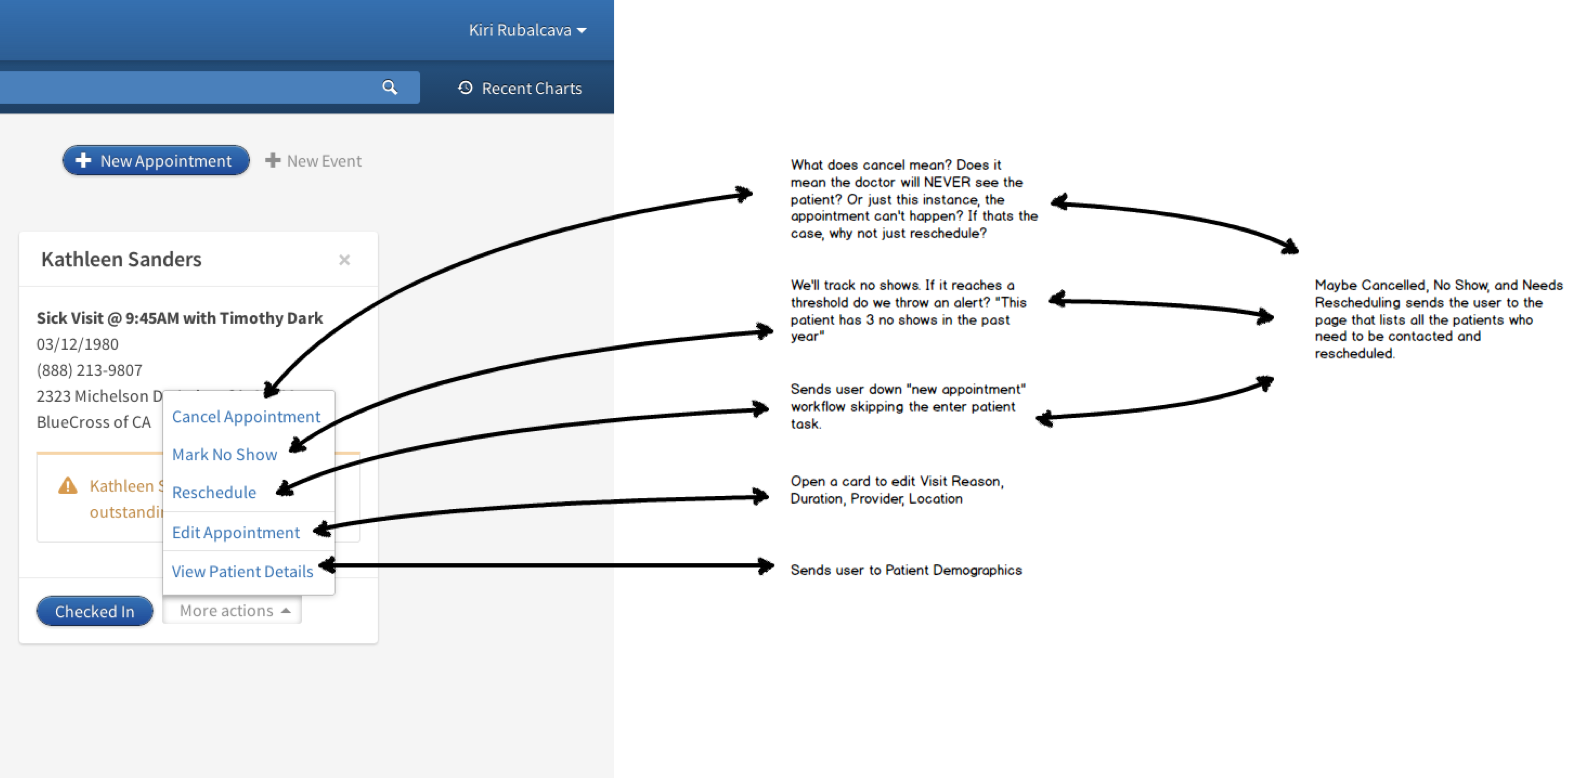 Kiri Rubalcava
Recent Charts
New Appointment
New Event
Kathleen Sanders
Sick Visit @ 9:45AM with Timothy Dark
03/12/1980
(888) 213-9807
2323 Michelson D
BlueCross of CA
Kathleen S
outstandin
Cancel Appointment
Mark No Show
Reschedule
Edit Appointment
View Patient Details
Checked In
More actions
What does cancel mean? Does it
mean the doctor will NEVER see the
patient? Or just this instance, the
appointment can't happen? If thats the
case, why not just reschedule?
We'll track no shows. If it reaches a
threshold do we throw an alert? "This
patient has 3 no shows in the past
year"
Sends user down "new appointment"
workflow skipping the enter patient
task.
Open a card to edit Visit Reason,
Duration, Provider, Location
Sends user to Patient Demographics
Maybe Cancelled, No Show, and Needs
Rescheduling sends the user to the
page that lists all the patients who
need to be contacted and
rescheduled.